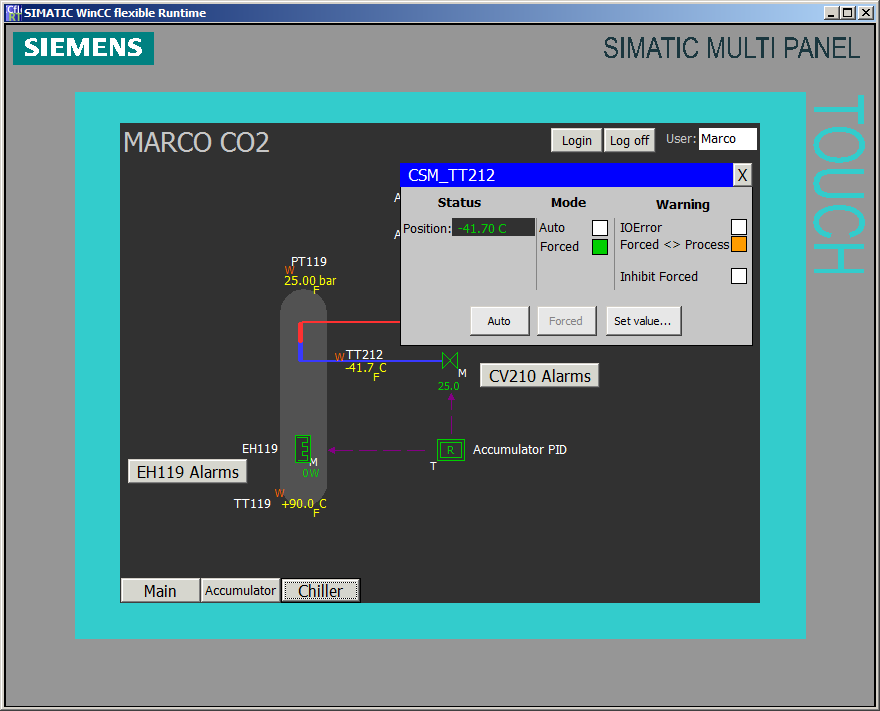 SIMATIC WinCC flexible Runtime
SIEMENS
SIMATIC MULTI PANEL
TOUCH
MARCO CO2
Login
Log off
User: Marco
CSM_TT212
X
Status
Mode
Warning
Position: -41.70 C
Auto
Forced
IOError
Forced <> Process
Inhibit Forced
Auto
Forced
Set value...
A
A
PT119
W
25.00 bar
F
W TT212
-41.7 C
F
M
25.0
CV210 Alarms
EH119
M
0W
R
T
Accumulator PID
EH119 Alarms
W
TT119 +90.0 C
F
Main
Accumulator
Chiller